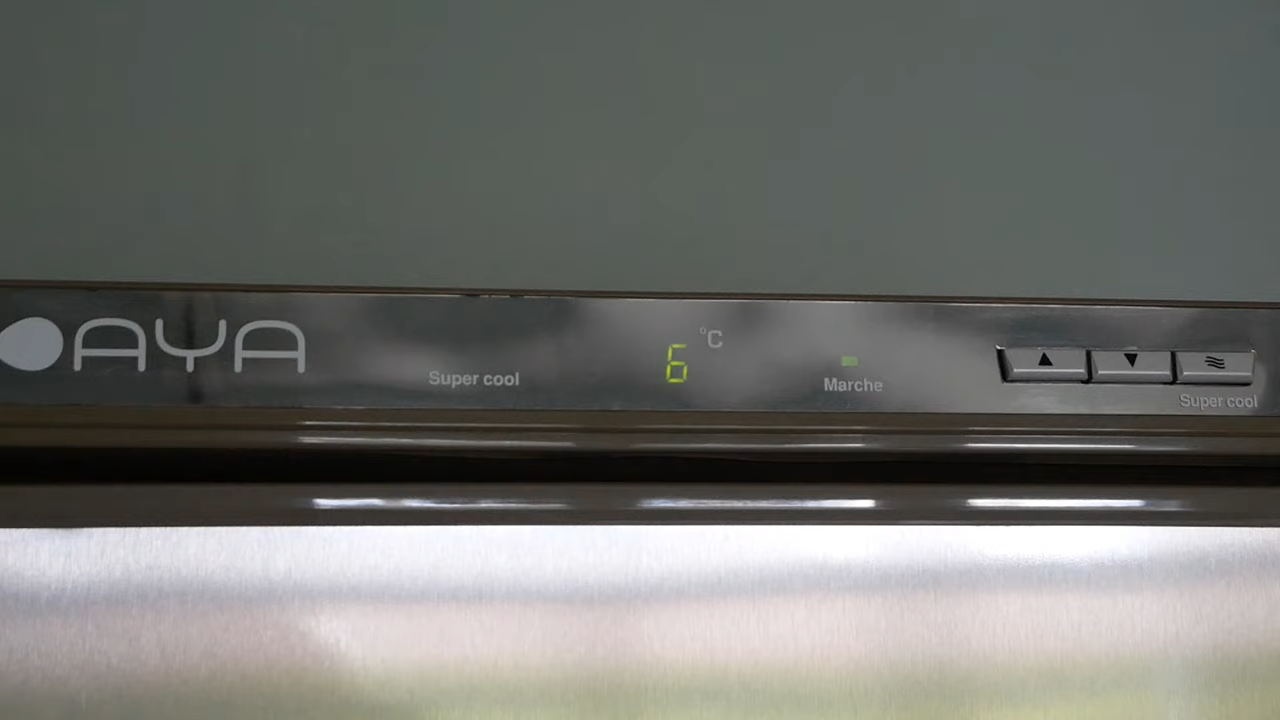 AYA
Super cool
6 °C
Marche
▲ ▼
Super cool